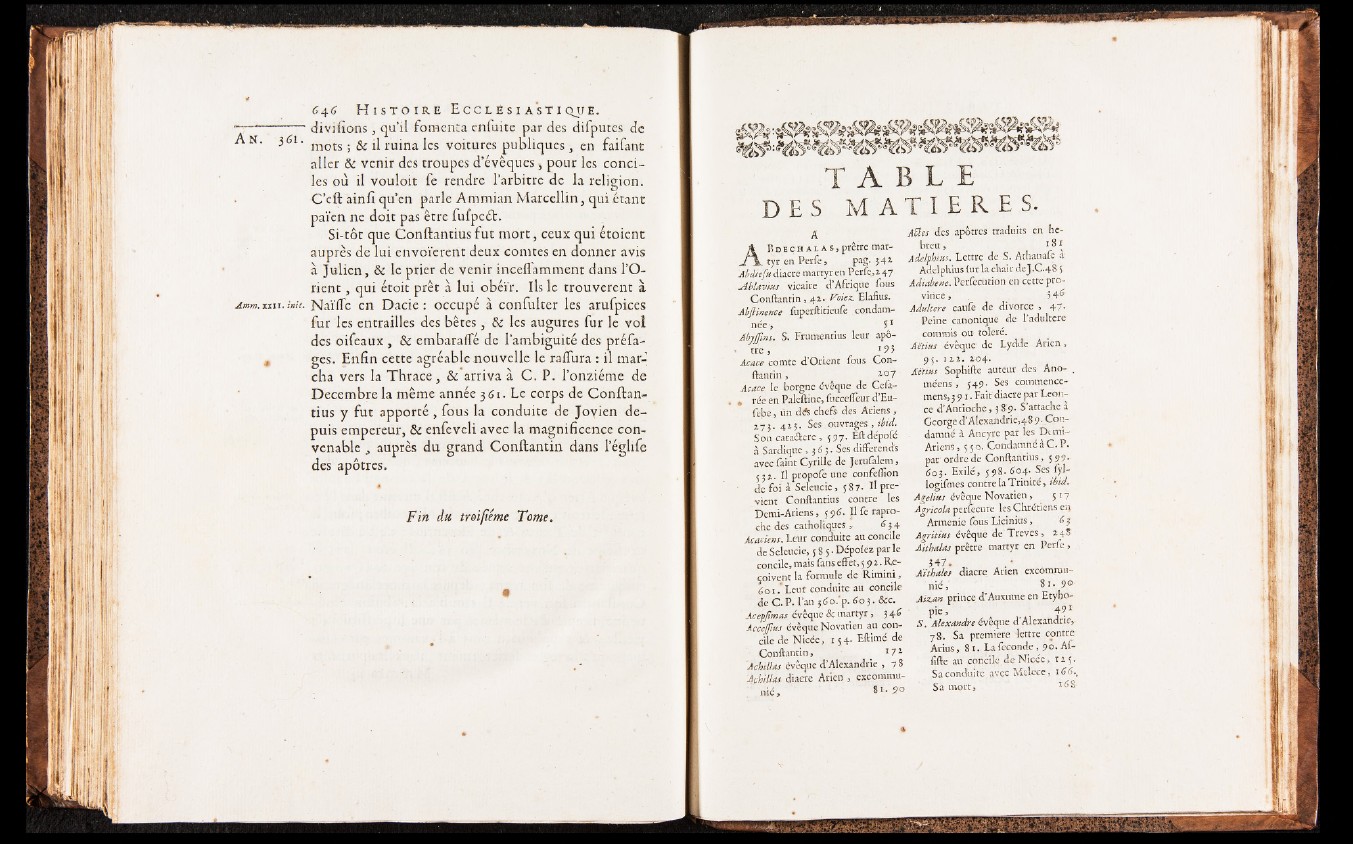 646 HISTOIRE ECCLESIASTIQUE.
AN. 361.
divisions, qu'il fomenta ensuite par des disputes de
mots ; & il ruina les voitures publiques, en faisant
aller & venir des troupes d'évêques, pour les conci-
les où il vouloit se rendre l'arbitre de la religion.
C'est ainsi qu'en parle Ammian Marcellin, qui étant
païen ne doit pas être suspect.
Si-tôt que Constantius fut mort, ceux qui étoient
auprès de lui envoïerent deux comtes en donner avis
à Julien, & le prier de venir incessamment dans l'O-
rient, qui étoit prêt à lui obéïr. Ils le trouverent à
Amm. XXII. init.
Naïsse en Dacie : occupé à consulter les aruspices
sur les entrailles des bêtes, & les augures sur le vol
des oiseaux, & embarassé de l'ambiguité des présa-
ges. Enfin cette agréable nouvelle le rassura : il mar-
cha vers la Thrace, & arriva à C. P. l'onziéme de
Decembre la même année 361. Le corps de Constan-
tius y fut apporté, sous la conduite de Jovien de-
puis empereur, & enseveli avec la magnificence con-
venable, auprès du grand Constantin dans l'église
des apôtres.
Fin du troisiéme Tome.
TABLE
DES MATIERES.
A
ABDECHALAS, prêtre mar-
tyr en Perse, pag. 342
Abdiesu diacre martyr en Perse, 247
Ablavius vicaire d'Afrique sous
Constantin, 42. Voiez Elafius.
Abstinence superstitieuse condam-
née, 51
Abyssins. S. Frumentius leur apô-
tre, 193
Acace comte d'Orient sous Con-
stantin, 207
Acace le borgne évêque de Cesa-
rée en Palestine, successeur d'Eu-
sebe, un des chefs des Ariens,
273. 423. Ses ouvrages, ibid.
Son caractere, 597. Est déposé
à Sardique, 363. Ses differends
avec saint Cyrille de Jerusalem,
532. Il propose une confession
de foi à Seleucie, 587. Il pre-
vient Constantius contre les
Demi-Ariens, 596. Il se rapro-
che des catholiques, 634
Acaciens. Leur conduite au concile
de Seleucie, 585. Déposez par le
concile, mais sans effet, 592. Re-
çoivent la formule de Rimini,
601. Leur conduite au concile
de C. P. l'an 360. p. 603. &c.
Acepsimas évêque & martyr, 346
Accessius évêque Novatien au con-
cile de Nicée, 154. Estimé de
Constantin, 172
Achillas évêque d'Alexandrie, 78
Achillas diacre Arien, excommu-
nié, 81. 90
Actes des apôtres traduits en he-
breu, 181
Adelphius. Lettre de S. Athanase à
Adelphius sur la chair de J. C. 485
Adiabene. Persecution en cette pro-
vince, 346
Adultere cause de divorce, 47.
Peine canonique de l'adultere
commis ou toleré.
Aëtius évêque de Lydde Arien,
95. 122. 204.
Aëtius Sophiste auteur des Ano-
méens, 549. Ses commence-
mens, 391. Fait diacre par Leon-
ce d'Antioche, 389. S'attache à
George d'Alexandrie, 489. Con-
damné à Ancyre par les Demi-
Ariens, 550. Condamné à C. P.
par ordre de Constantius, 599.
603. Exilé, 598. 604. Ses syl-
logismes contre la Trinité, ibid.
Agelius évêque Novatien, 517
Agricola persecute les Chrétiens en
Armenie sous Licinius, 63
Agritius évêque de Treves, 248
Aithalas prêtre martyr en Perse,
347.
Aïthales diacre Arien excommu-
nié, 81. 90
Aizan prince d'Auxume en Etyho-
pie, 491
S. Alexandre évêque d'Alexandrie,
78. Sa premiere lettre contre
Arius, 81. La seconde, 90. As-
siste au concile de Nicée, 125.
Sa conduite avec Melece, 166.
Sa mort, 168